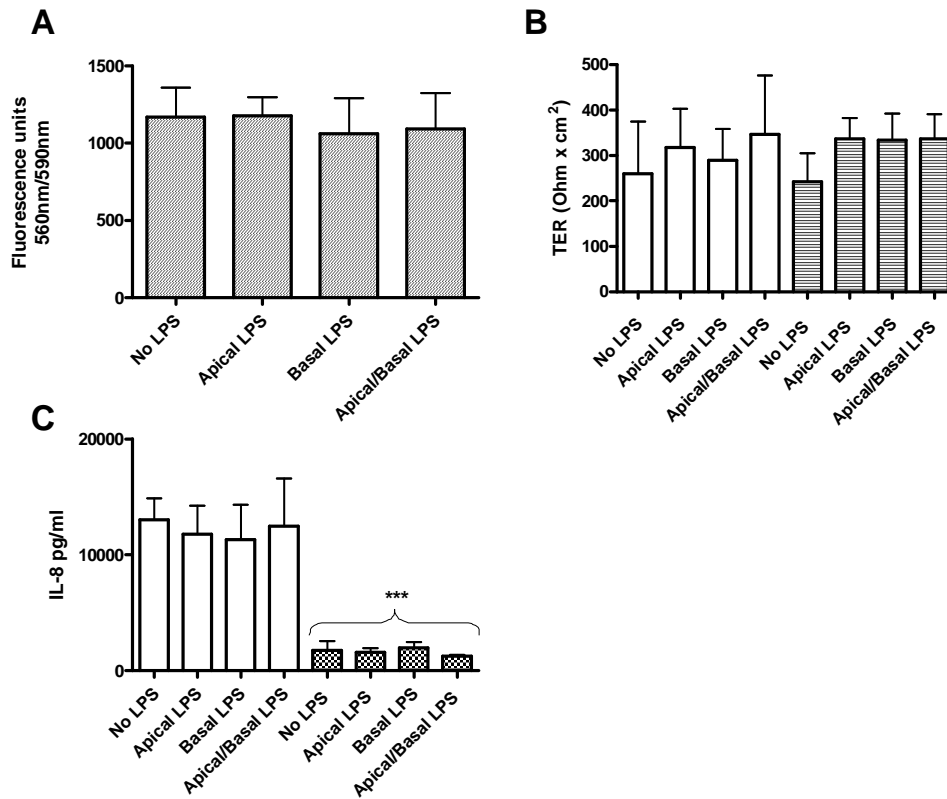 A
Fluorescence units
560nm/590nm
1500
1000
500
0
No LPS
Apical LPS
Basal LPS
Apical/Basal LPS
B
TER (Ohm x cm²)
500
400
300
200
100
0
No LPS
Apical LPS
Basal LPS
Apical/Basal LPS
No LPS
Apical LPS
Basal LPS
Apical/Basal LPS
C
IL-8 pg/ml
20000
10000
0
***
No LPS
Apical LPS
Basal LPS
Apical/Basal LPS
No LPS
Apical LPS
Basal LPS
Apical/Basal LPS